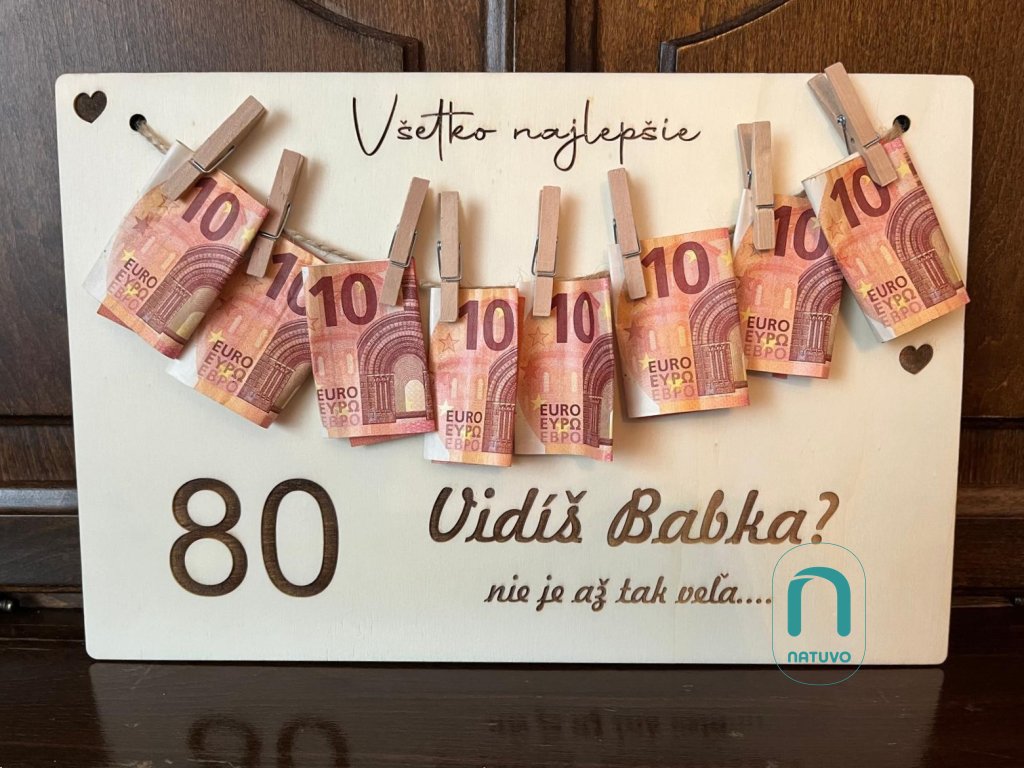 Všetko najlepšie
10 10 10 10 10 10 10 10
EURO EURO EURO EURO EURO EURO EURO EURO
ΕΥΡΩ ΕΥΡΩ ΕΥΡΩ ΕΥΡΩ ΕΥΡΩ ΕΥΡΩ ΕΥΡΩ ΕΥΡΩ
ЕВРО ЕВРО ЕВРО ЕВРО ЕВРО ЕВРО ЕВРО ЕВРО
80
Vidíš Babka?
nie je až tak veľa....
NATUVO